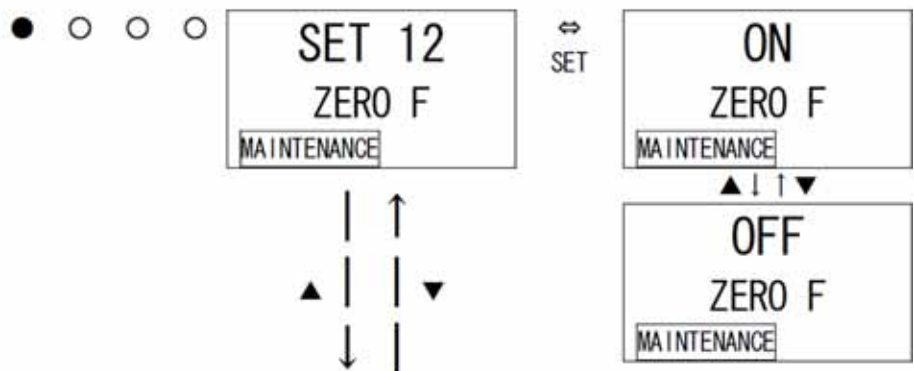 SET 12
ZERO F
MAINTENANCE
⇔
SET
ON
ZERO F
MAINTENANCE
▲↓↑▼
OFF
ZERO F
MAINTENANCE
▲ ▼